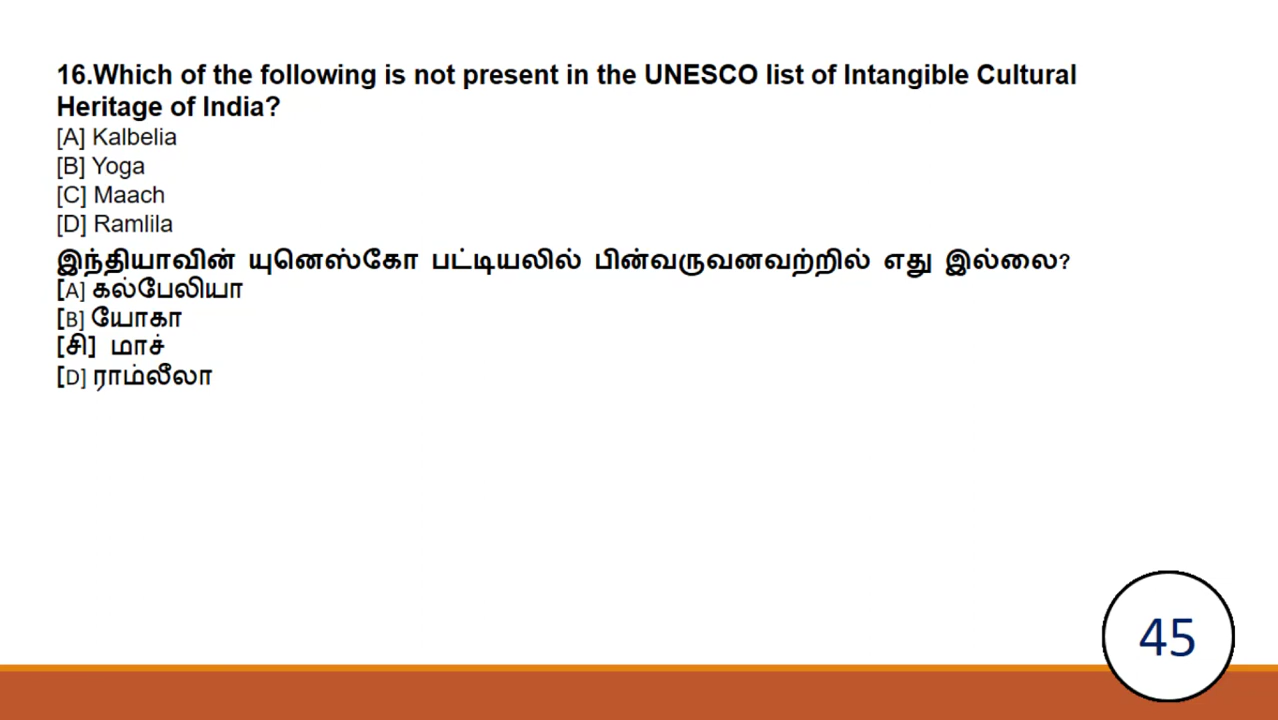 16.Which of the following is not present in the UNESCO list of Intangible Cultural
Heritage of India?
[A] Kalbelia
[B] Yoga
[C] Maach
[D] Ramlila
இந்தியாவின் யுனெஸ்கோ பட்டியலில் பின்வருவனவற்றில் எது இல்லை?
[A] கல்பேலியா
[B] யோகா
[சி] மாச்
[D] ராம்லீலா
45